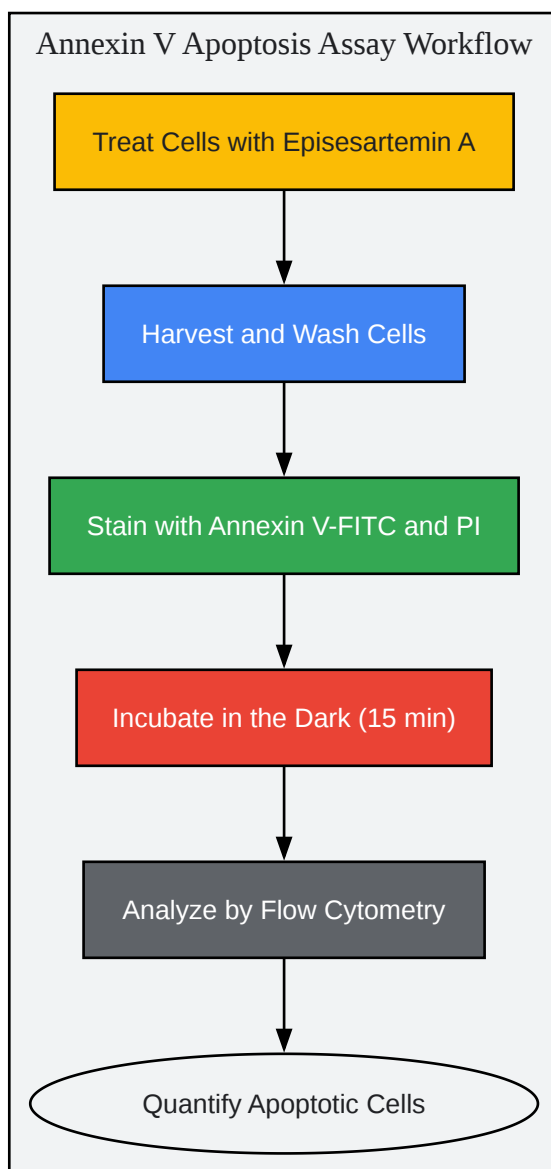 Annexin V Apoptosis Assay Workflow
Treat Cells with Episesartemin A
Harvest and Wash Cells
Stain with Annexin V-FITC and PI
Incubate in the Dark (15 min)
Analyze by Flow Cytometry
Quantify Apoptotic Cells